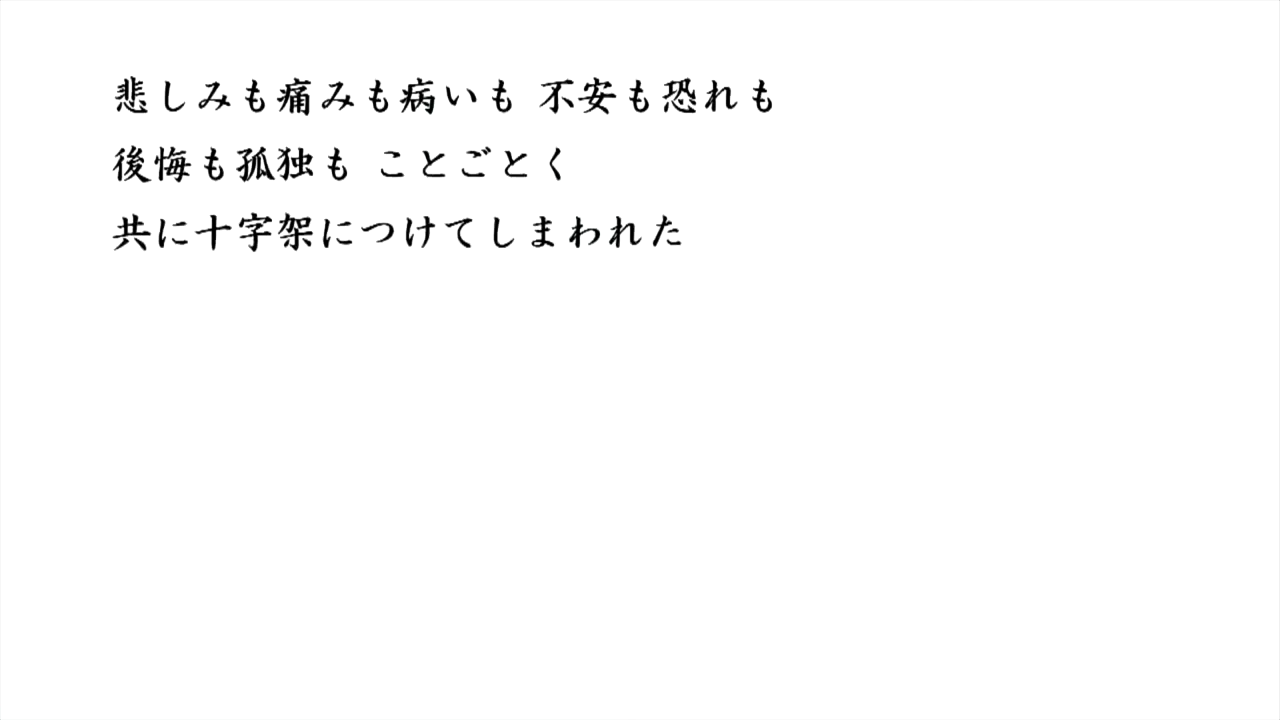 悲しみも痛みも病いも 不安も恐れも
後悔も孤独も ことごとく
共に十字架につけてしまわれた